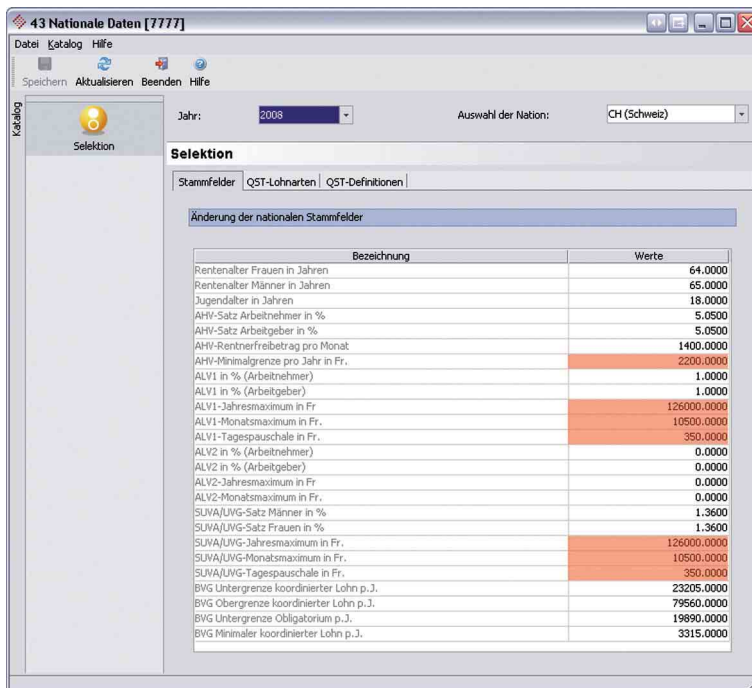 43 Nationale Daten [7777]
Datei Katalog Hilfe
Speichern Aktualisieren Beenden Hilfe
Katalog
Selektion
Jahr: 2008 Auswahl der Nation: CH (Schweiz)
Selektion
Stammfelder QST-Lohnarten QST-Definitionen
Änderung der nationalen Stammfelder
Bezeichnung Werte
Rentenalter Frauen in Jahren 64.0000
Rentenalter Männer in Jahren 65.0000
Jugendalter in Jahren 18.0000
AHV-Satz Arbeitnehmer in % 5.0500
AHV-Satz Arbeitgeber in % 5.0500
AHV-Rentnerfreibetrag pro Monat 1400.0000
AHV-Minimalgrenze pro Jahr in Fr. 2200.0000
ALV1 in % (Arbeitnehmer) 1.0000
ALV1 in % (Arbeitgeber) 1.0000
ALV1-Jahresmaximum in Fr 126000.0000
ALV1-Monatsmaximum in Fr. 10500.0000
ALV1-Tagespauschale in Fr. 350.0000
ALV2 in % (Arbeitnehmer) 0.0000
ALV2 in % (Arbeitgeber) 0.0000
ALV2-Jahresmaximum in Fr 0.0000
ALV2-Monatsmaximum in Fr. 0.0000
SUVA/UVG-Satz Männer in % 1.3600
SUVA/UVG-Satz Frauen in % 1.3600
SUVA/UVG-Jahresmaximum in Fr. 126000.0000
SUVA/UVG-Monatsmaximum in Fr. 10500.0000
SUVA/UVG-Tagespauschale in Fr. 350.0000
BVG Untergrenze koordinierter Lohn p.J. 23205.0000
BVG Obergrenze koordinierter Lohn p.J. 79560.0000
BVG Untergrenze Obligatorium p.J. 19890.0000
BVG Minimaler koordinierter Lohn p.J. 3315.0000